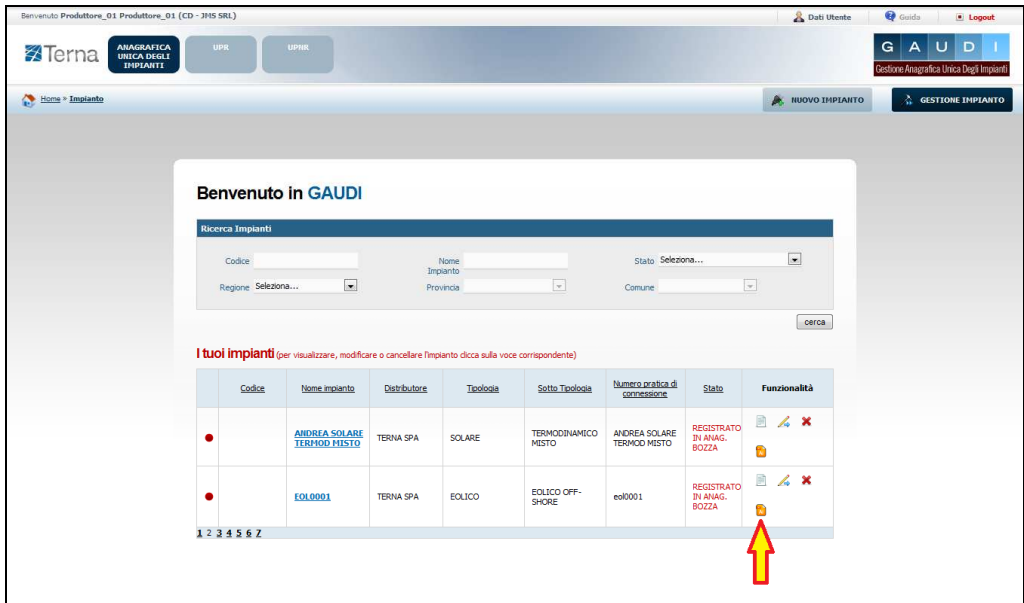 Benvenuto Produttore_01 Produttore_01 (CD - JMS SRL)
Dati Utente
Guida
Logout
Terna
ANAGRAFICA
UNICA DEGLI
IMPIANTI
UPR
UPNR
G A U D I
Gestione Anagrafica Unica Degli Impianti
Home > Impianto
NUOVO IMPIANTO
GESTIONE IMPIANTO
Benvenuto in GAUDI
Ricerca Impianti
Codice
Nome
Impianto
Stato Seleziona...
Regione Seleziona...
Provincia
Comune
cerca
I tuoi impianti (per visualizzare, modificare o cancellare l'impianto clicca sulla voce corrispondente)
Codice
Nome impianto
Distributore
Tipologia
Sotto Tipologia
Numero pratica di
connessione
Stato
Funzionalità
ANDREA SOLARE
TERMOD MISTO
TERNA SPA
SOLARE
TERMODINAMICO
MISTO
ANDREA SOLARE
TERMOD MISTO
REGISTRATO
IN ANAG.
BOZZA
EOL0001
TERNA SPA
EOLICO
EOLICO OFF-
SHORE
eol0001
REGISTRATO
IN ANAG.
BOZZA
1 2 3 4 5 6 7